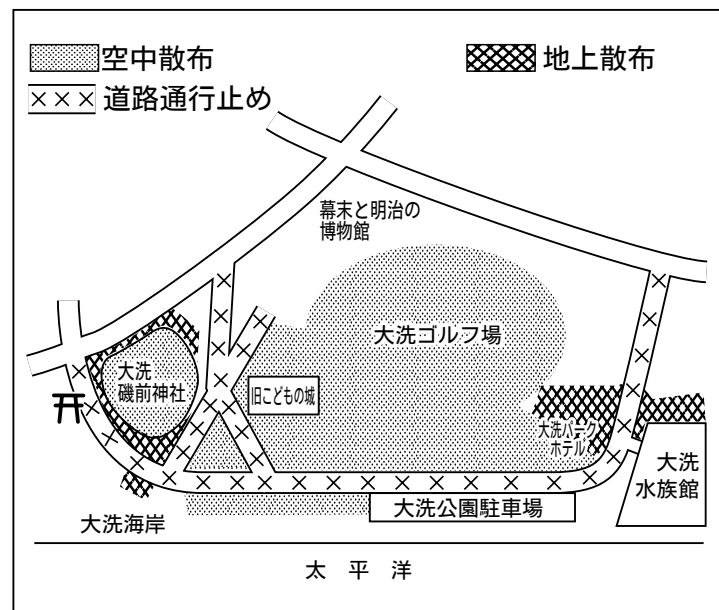 空中散布
地上散布
道路通行止め
幕末と明治の
博物館
大洗ゴルフ場
大洗
磯前神社
旧こどもの城
大洗パーク
ホテル
大洗
水族館
大洗公園駐車場
大洗海岸
太 平 洋